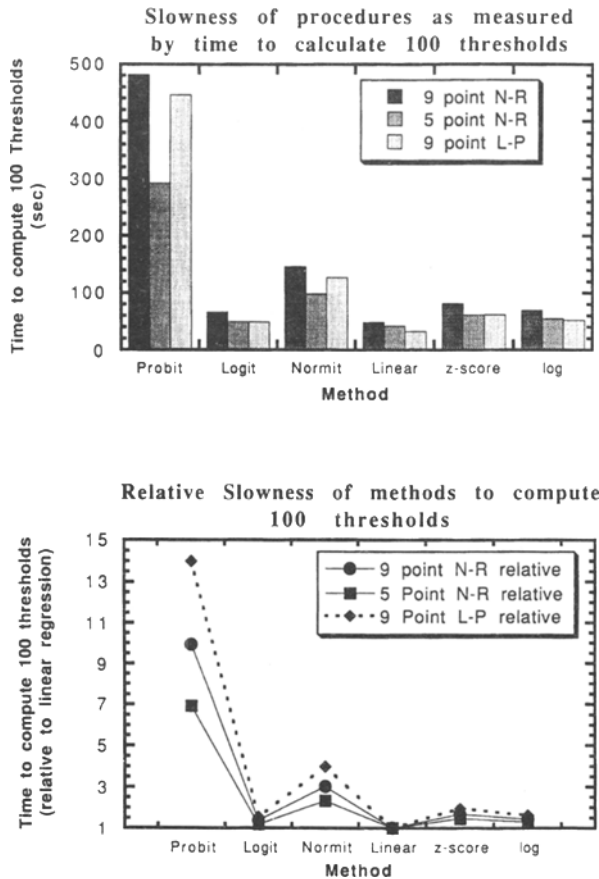 Slowness of procedures as measured
by time to calculate 100 thresholds
Time to compute 100 Thresholds
(sec)
500
400
300
200
100
0
9 point N-R
5 point N-R
9 point L-P
Probit Logit Normit Linear z-score log
Method
Relative Slowness of methods to compute
100 thresholds
Time to compute 100 thresholds
(relative to linear regression)
15
13
11
9
7
5
3
1
9 point N-R relative
5 Point N-R relative
9 Point L-P relative
Probit Logit Normit Linear z-score log
Method